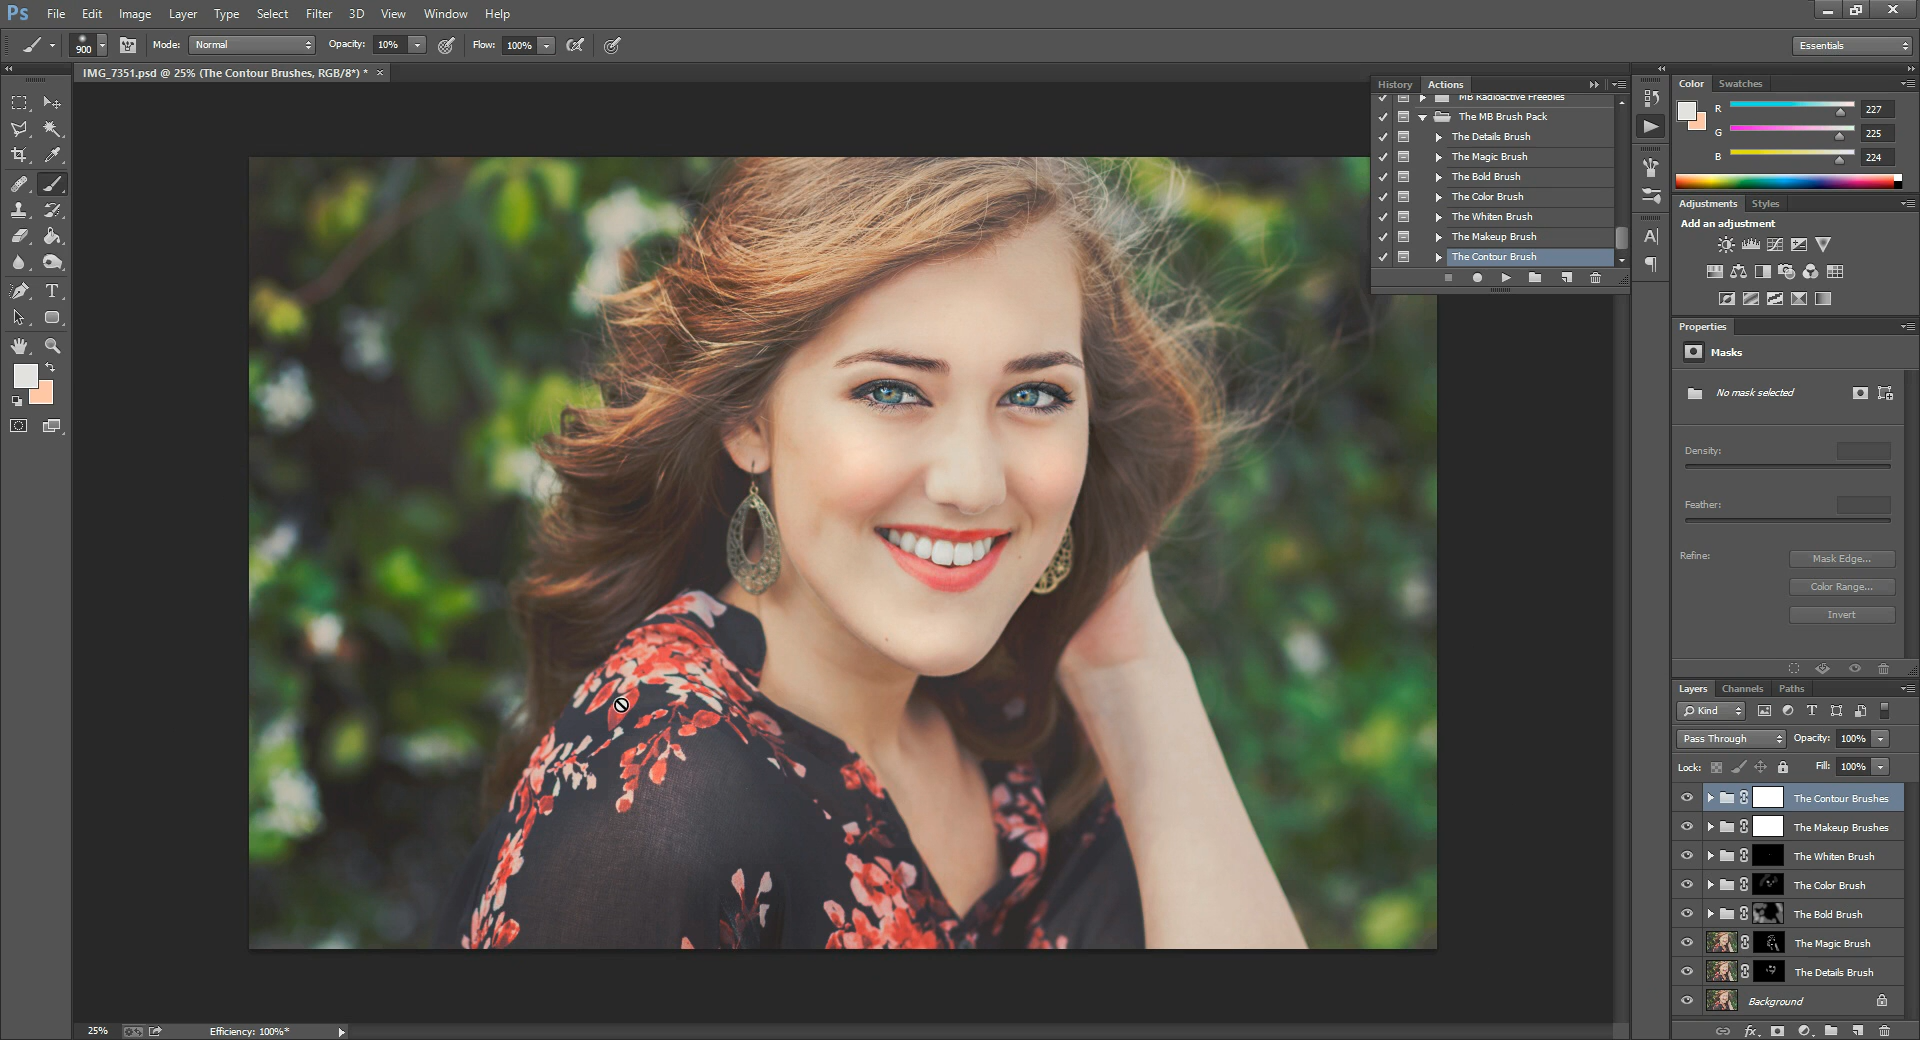 Ps File Edit Image Layer Type Select Filter 3D View Window Help
900 Mode: Normal Opacity: 10% Flow: 100% Essentials
IMG_7351.psd @ 25% (The Contour Brushes, RGB/8*) * ×
History Actions
MB Radioactive Freebies
The MB Brush Pack
The Details Brush
The Magic Brush
The Bold Brush
The Color Brush
The Whiten Brush
The Makeup Brush
The Contour Brush
Color Swatches
R 227
G 225
B 224
Adjustments Styles
Add an adjustment
Properties
Masks
No mask selected
Density:
Feather:
Refine: Mask Edge...
Color Range...
Invert
Layers Channels Paths
Kind
Pass Through Opacity: 100%
Lock: Fill: 100%
The Contour Brushes
The Makeup Brushes
The Whiten Brush
The Color Brush
The Bold Brush
The Magic Brush
The Details Brush
Background
25% Efficiency: 100%*